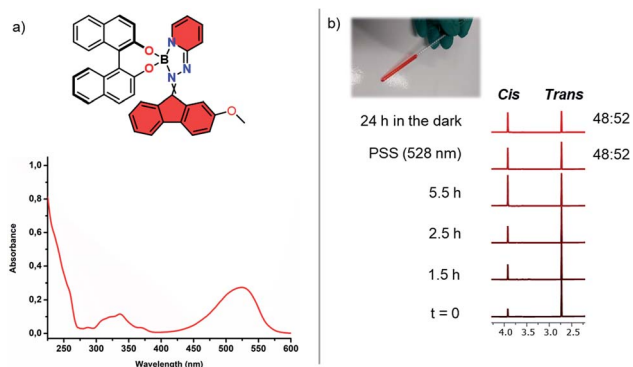 a)
O
B
N
O
N
N
O
1,0
0,8
0,6
0,4
0,2
0,0
Absorbance
250 300 350 400 450 500 550 600
Wavelength (nm)
b)
Cis Trans
24 h in the dark 48:52
PSS (528 nm) 48:52
5.5 h
2.5 h
1.5 h
t = 0
4.0 3.5 3.0 2.5